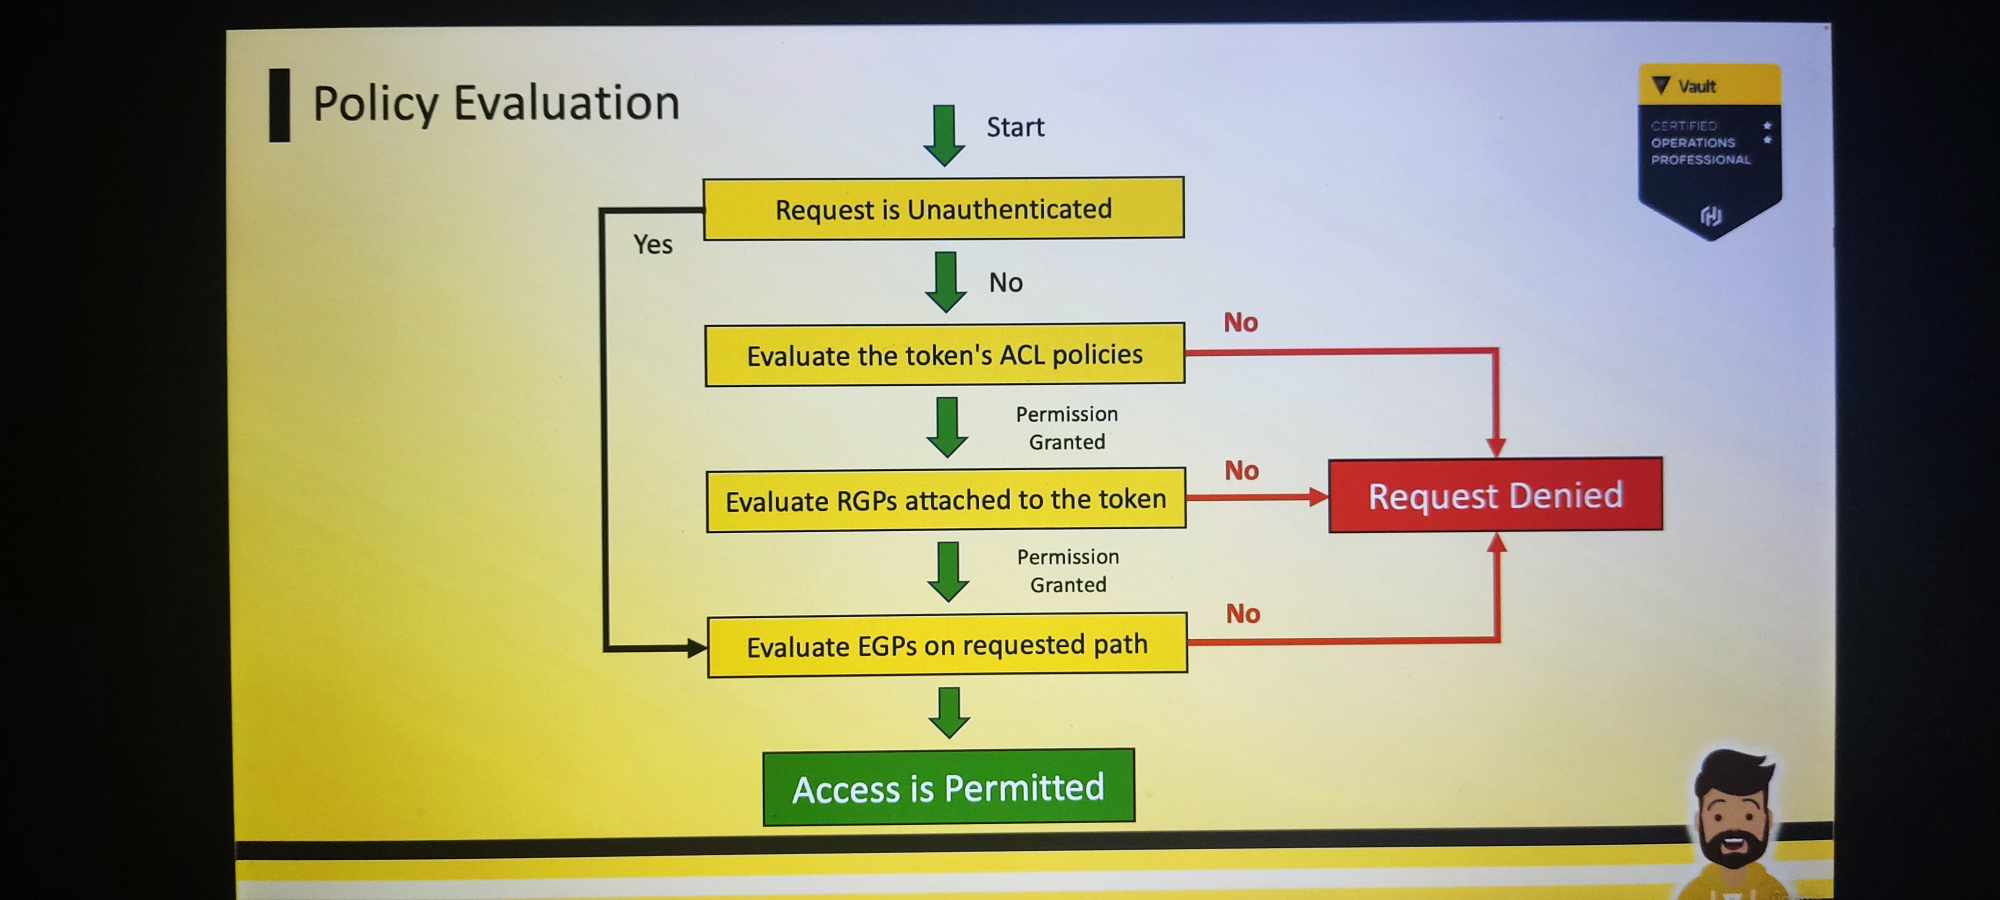 Policy Evaluation
Start
Vault
CERTIFIED
OPERATIONS
PROFESSIONAL
Request is Unauthenticated
Yes
No
Evaluate the token's ACL policies
No
Permission
Granted
Evaluate RGPs attached to the token
No
Request Denied
Permission
Granted
Evaluate EGPs on requested path
No
Access is Permitted